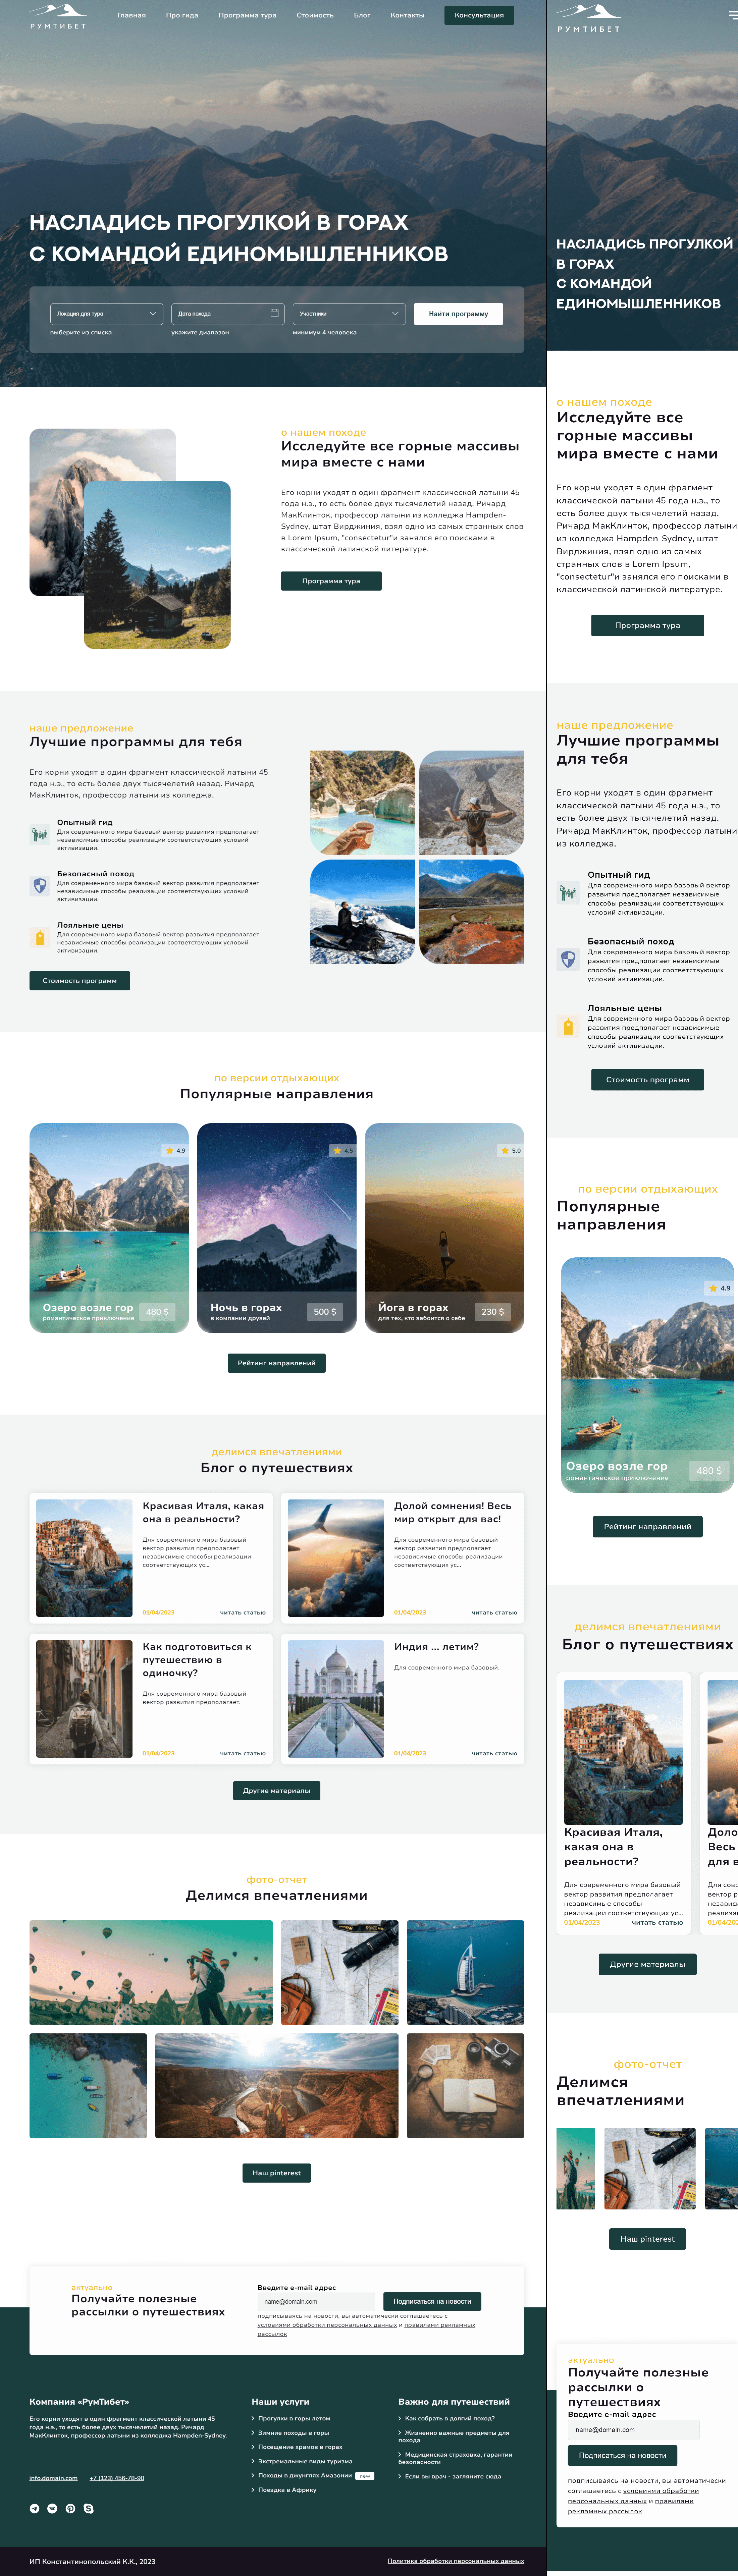 РУМТИБЕТ
Главная Про гида Программа тура Стоимость Блог Контакты Консультация
НАСЛАДИСЬ ПРОГУЛКОЙ В ГОРАХ
С КОМАНДОЙ ЕДИНОМЫШЛЕННИКОВ
Локация для тура Дата похода Участники Найти программу
выберите из списка укажите диапазон минимум 4 человека
о нашем походе
Исследуйте все горные массивы
мира вместе с нами
Его корни уходят в один фрагмент классической латыни 45
года н.э., то есть более двух тысячелетий назад. Ричард
МакКлинток, профессор латыни из колледжа Hampden-
Sydney, штат Вирджиния, взял одно из самых странных слов
в Lorem Ipsum, "consectetur"и занялся его поисками в
классической латинской литературе.
Программа тура
наше предложение
Лучшие программы для тебя
Его корни уходят в один фрагмент классической латыни 45
года н.э., то есть более двух тысячелетий назад. Ричард
МакКлинток, профессор латыни из колледжа.
Опытный гид
Для современного мира базовый вектор развития предполагает
независимые способы реализации соответствующих условий
активизации.
Безопасный поход
Для современного мира базовый вектор развития предполагает
независимые способы реализации соответствующих условий
активизации.
Лояльные цены
Для современного мира базовый вектор развития предполагает
независимые способы реализации соответствующих условий
активизации.
Стоимость программ
по версии отдыхающих
Популярные направления
4.9
Озеро возле гор
романтическое приключение
480 $
4.5
Ночь в горах
в компании друзей
500 $
5.0
Йога в горах
для тех, кто забоится о себе
230 $
Рейтинг направлений
делимся впечатлениями
Блог о путешествиях
Красивая Италя, какая
она в реальности?
Для современного мира базовый
вектор развития предполагает
независимые способы реализации
соответствующих ус...
01/04/2023 читать статью
Долой сомнения! Весь
мир открыт для вас!
Для современного мира базовый
вектор развития предполагает
независимые способы реализации
соответствующих ус...
01/04/2023 читать статью
Как подготовиться к
путешествию в
одиночку?
Для современного мира базовый
вектор развития предполагает.
01/04/2023 читать статью
Индия ... летим?
Для современного мира базовый.
01/04/2023 читать статью
Другие материалы
фото-отчет
Делимся впечатлениями
Наш pinterest
актуально
Получайте полезные
рассылки о путешествиях
Введите e-mail адрес
name@domain.com Подписаться на новости
подписываясь на новости, вы автоматически соглашаетесь с
условиями обработки персональных данных и правилами рекламных
рассылок
Компания «РумТибет»
Его корни уходят в один фрагмент классической латыни 45
года н.э., то есть более двух тысячелетий назад. Ричард
МакКлинток, профессор латыни из колледжа Hampden-Sydney.
info.domain.com +7 (123) 456-78-90
Наши услуги
Прогулки в горы летом
Зимние походы в горы
Посещение храмов в горах
Экстремальные виды туризма
Походы в джунглях Амазонии new
Поездка в Африку
Важно для путешествий
Как собрать в долгий поход?
Жизненно важные предметы для
похода
Медицинская страховка, гарантии
безопасности
Если вы врач - загляните сюда
ИП Константинопольский К.К., 2023 Политика обработки персональных данных
РУМТИБЕТ
НАСЛАДИСЬ ПРОГУЛКОЙ
В ГОРАХ
С КОМАНДОЙ
ЕДИНОМЫШЛЕННИКОВ
о нашем походе
Исследуйте все
горные массивы
мира вместе с нами
Его корни уходят в один фрагмент
классической латыни 45 года н.э., то
есть более двух тысячелетий назад.
Ричард МакКлинток, профессор латыни
из колледжа Hampden-Sydney, штат
Вирджиния, взял одно из самых
странных слов в Lorem Ipsum,
"consectetur"и занялся его поисками в
классической латинской литературе.
Программа тура
наше предложение
Лучшие программы
для тебя
Его корни уходят в один фрагмент
классической латыни 45 года н.э., то
есть более двух тысячелетий назад.
Ричард МакКлинток, профессор латыни
из колледжа.
Опытный гид
Для современного мира базовый вектор
развития предполагает независимые
способы реализации соответствующих
условий активизации.
Безопасный поход
Для современного мира базовый вектор
развития предполагает независимые
способы реализации соответствующих
условий активизации.
Лояльные цены
Для современного мира базовый вектор
развития предполагает независимые
способы реализации соответствующих
условий активизации.
Стоимость программ
по версии отдыхающих
Популярные
направления
4.9
Озеро возле гор
романтическое приключение
480 $
Рейтинг направлений
делимся впечатлениями
Блог о путешествиях
Красивая Италя,
какая она в
реальности?
Для современного мира базовый
вектор развития предполагает
независимые способы
реализации соответствующих ус...
01/04/2023 читать статью
Доло
Весь
для в
Для совр
вектор р
независи
реализац
01/04/202
Другие материалы
фото-отчет
Делимся
впечатлениями
Наш pinterest
актуально
Получайте полезные
рассылки о
путешествиях
Введите e-mail адрес
name@domain.com
Подписаться на новости
подписываясь на новости, вы автоматически
соглашаетесь с условиями обработки
персональных данных и правилами
рекламных рассылок